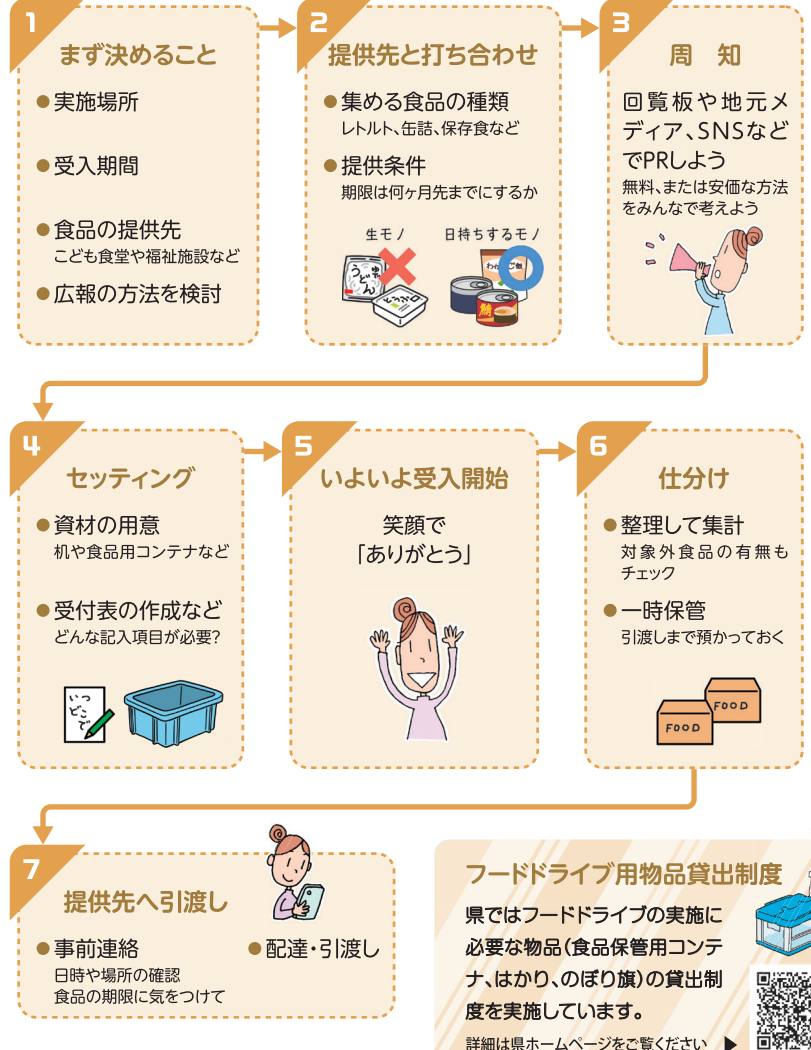 1
まず決めること
●実施場所
●受入期間
●食品の提供先
こども食堂や福祉施設など
●広報の方法を検討
2
提供先と打ち合わせ
●集める食品の種類
レトルト、缶詰、保存食など
●提供条件
期限は何ヶ月先までにするか
生モノ
日持ちするモノ
うどん
とうふ
わかめご飯
鯖
3
周 知
回覧板や地元メ
ディア、SNSなど
でPRしよう
無料、または安価な方法
をみんなで考えよう
4
セッティング
●資材の用意
机や食品用コンテナなど
●受付表の作成など
どんな記入項目が必要?
いつ
どこで
5
いよいよ受入開始
笑顔で
「ありがとう」
6
仕分け
●整理して集計
対象外食品の有無も
チェック
●一時保管
引渡しまで預かっておく
FOOD
FOOD
7
提供先へ引渡し
●事前連絡
日時や場所の確認
食品の期限に気をつけて
●配達・引渡し
フードドライブ用物品貸出制度
県ではフードドライブの実施に
必要な物品(食品保管用コンテ
ナ、はかり、のぼり旗)の貸出制
度を実施しています。
詳細は県ホームページをご覧ください ▶